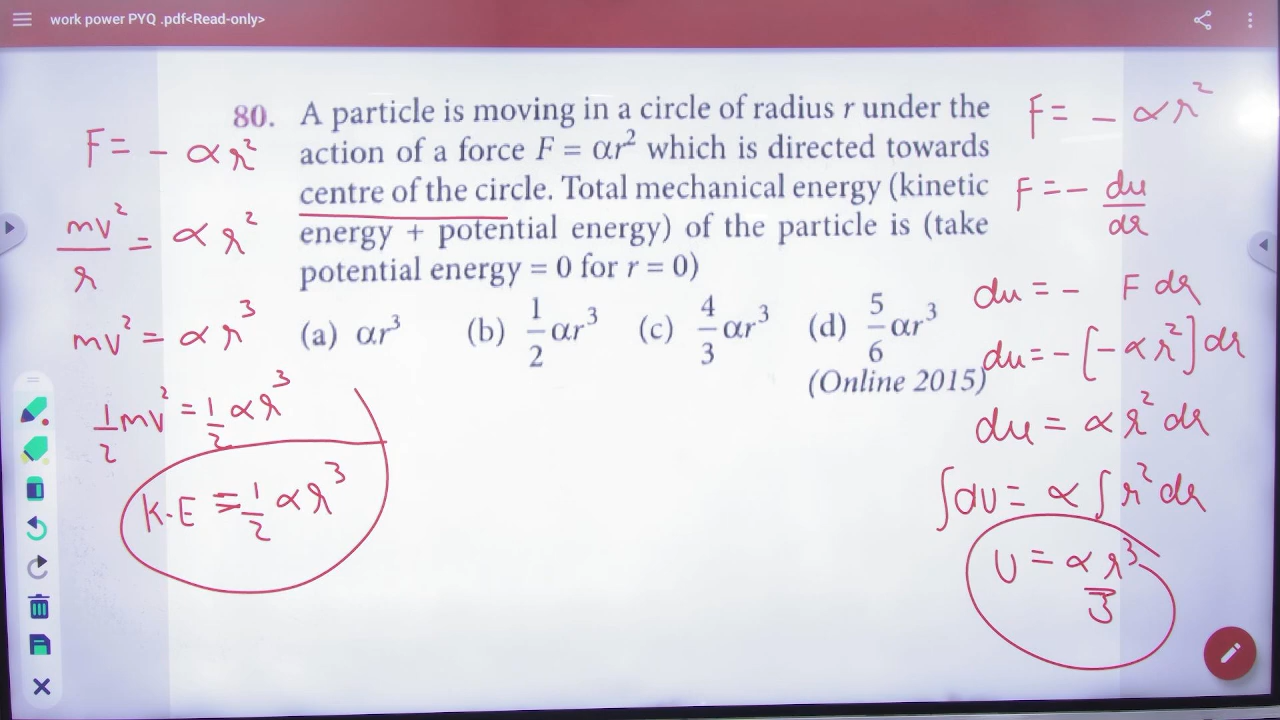 work power PYQ .pdf<Read-only>
80. A particle is moving in a circle of radius r under the
action of a force F = αr² which is directed towards
centre of the circle. Total mechanical energy (kinetic
energy + potential energy) of the particle is (take
potential energy = 0 for r = 0)
(a) αr³ (b) 1/2 αr³ (c) 4/3 αr³ (d) 5/6 αr³
(Online 2015)
F = - αr²
mv²/r = αr²
mv² = αr³
1/2 mv² = 1/2 αr³
K.E = 1/2 αr³
F = - αr²
F = - du/dr
du = - F dr
du = - [-αr²] dr
du = αr² dr
∫dU = α ∫r² dr
U = αr³/3